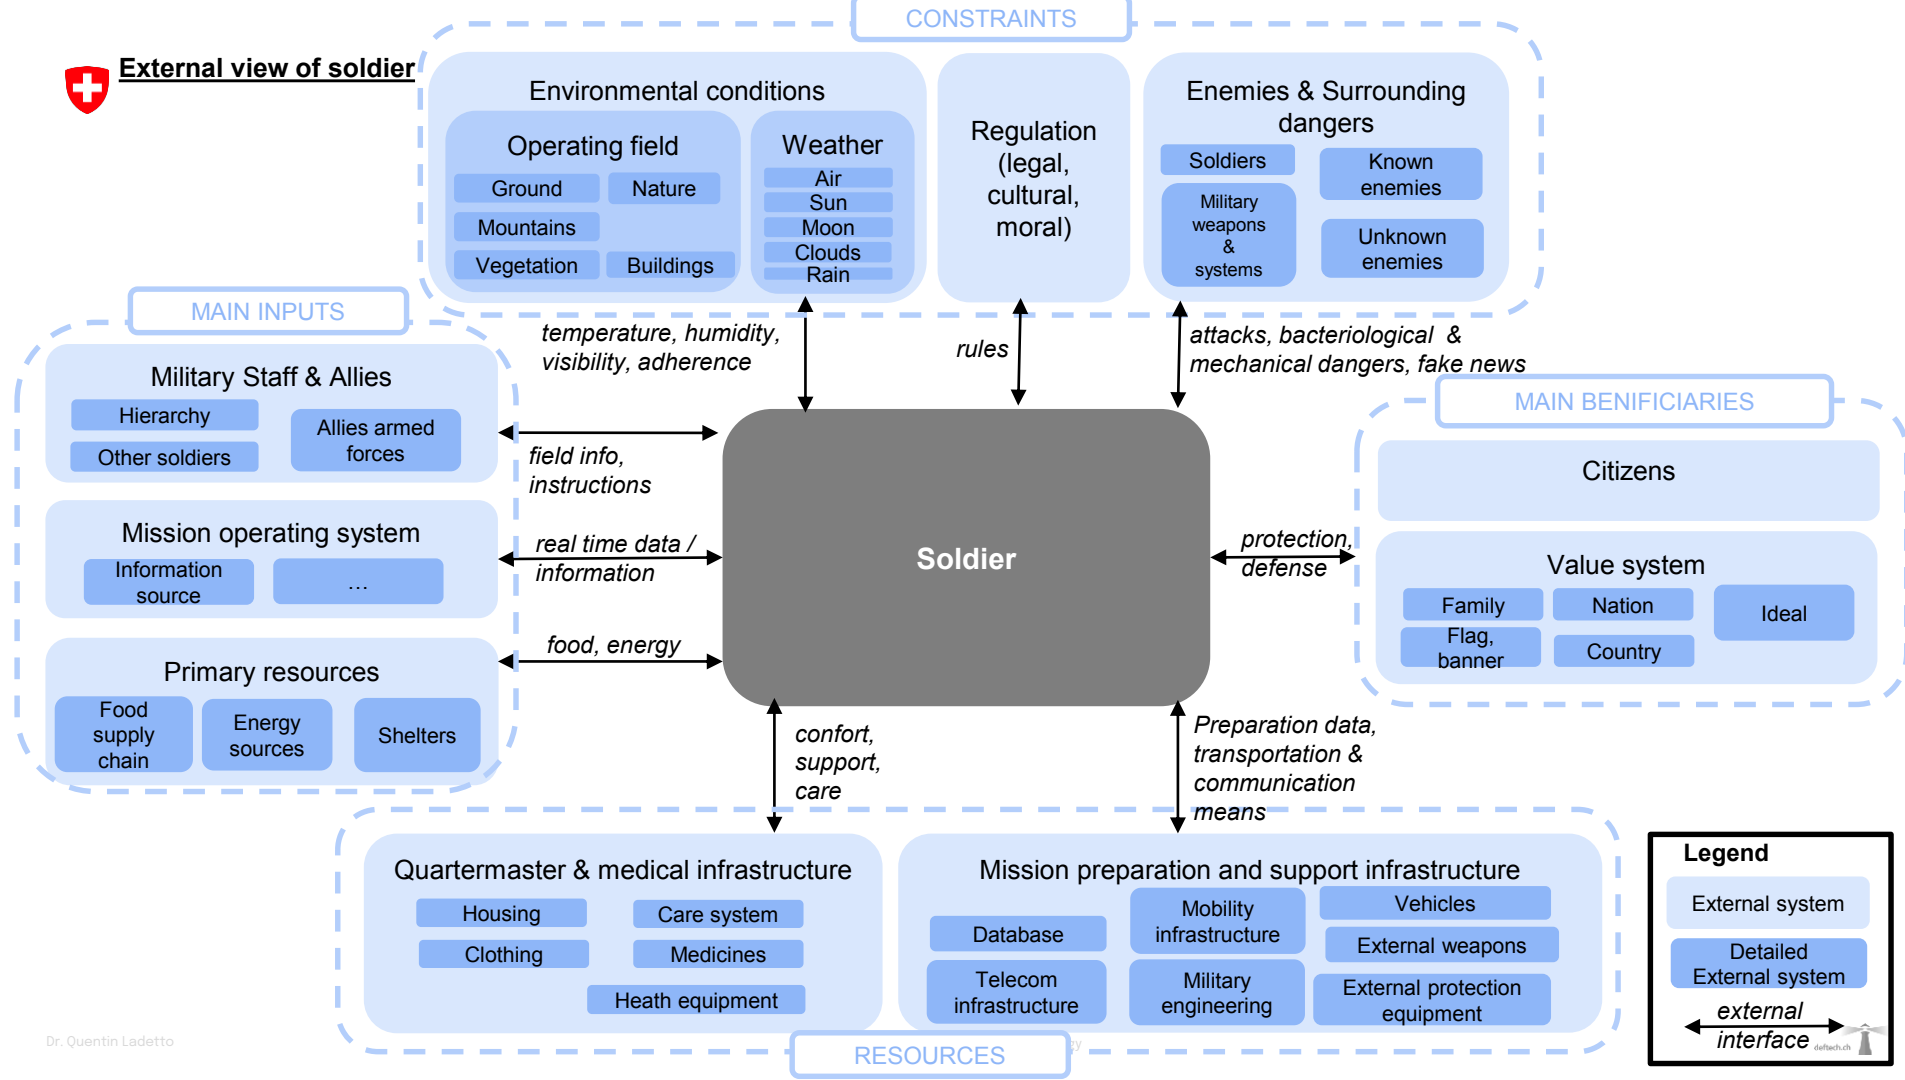 CONSTRAINTS
External view of soldier
Environmental conditions
Operating field
Ground
Nature
Mountains
Vegetation
Buildings
Weather
Air
Sun
Moon
Clouds
Rain
Regulation
(legal,
cultural,
moral)
Enemies & Surrounding
dangers
Soldiers
Military
weapons
&
systems
Known
enemies
Unknown
enemies
temperature, humidity,
visibility, adherence
rules
attacks, bacteriological &
mechanical dangers, fake news
MAIN INPUTS
Military Staff & Allies
Hierarchy
Other soldiers
Allies armed
forces
field info,
instructions
Mission operating system
Information
source
...
real time data /
information
Primary resources
Food
supply
chain
Energy
sources
Shelters
food, energy
Soldier
MAIN BENIFICIARIES
Citizens
Value system
Family
Nation
Ideal
Flag,
banner
Country
protection,
defense
confort,
support,
care
Preparation data,
transportation &
communication
means
Quartermaster & medical infrastructure
Housing
Care system
Clothing
Medicines
Heath equipment
Mission preparation and support infrastructure
Database
Telecom
infrastructure
Mobility
infrastructure
Military
engineering
Vehicles
External weapons
External protection
equipment
RESOURCES
Legend
External system
Detailed
External system
external
interface
deftech.ch
Dr. Quentin Ladetto